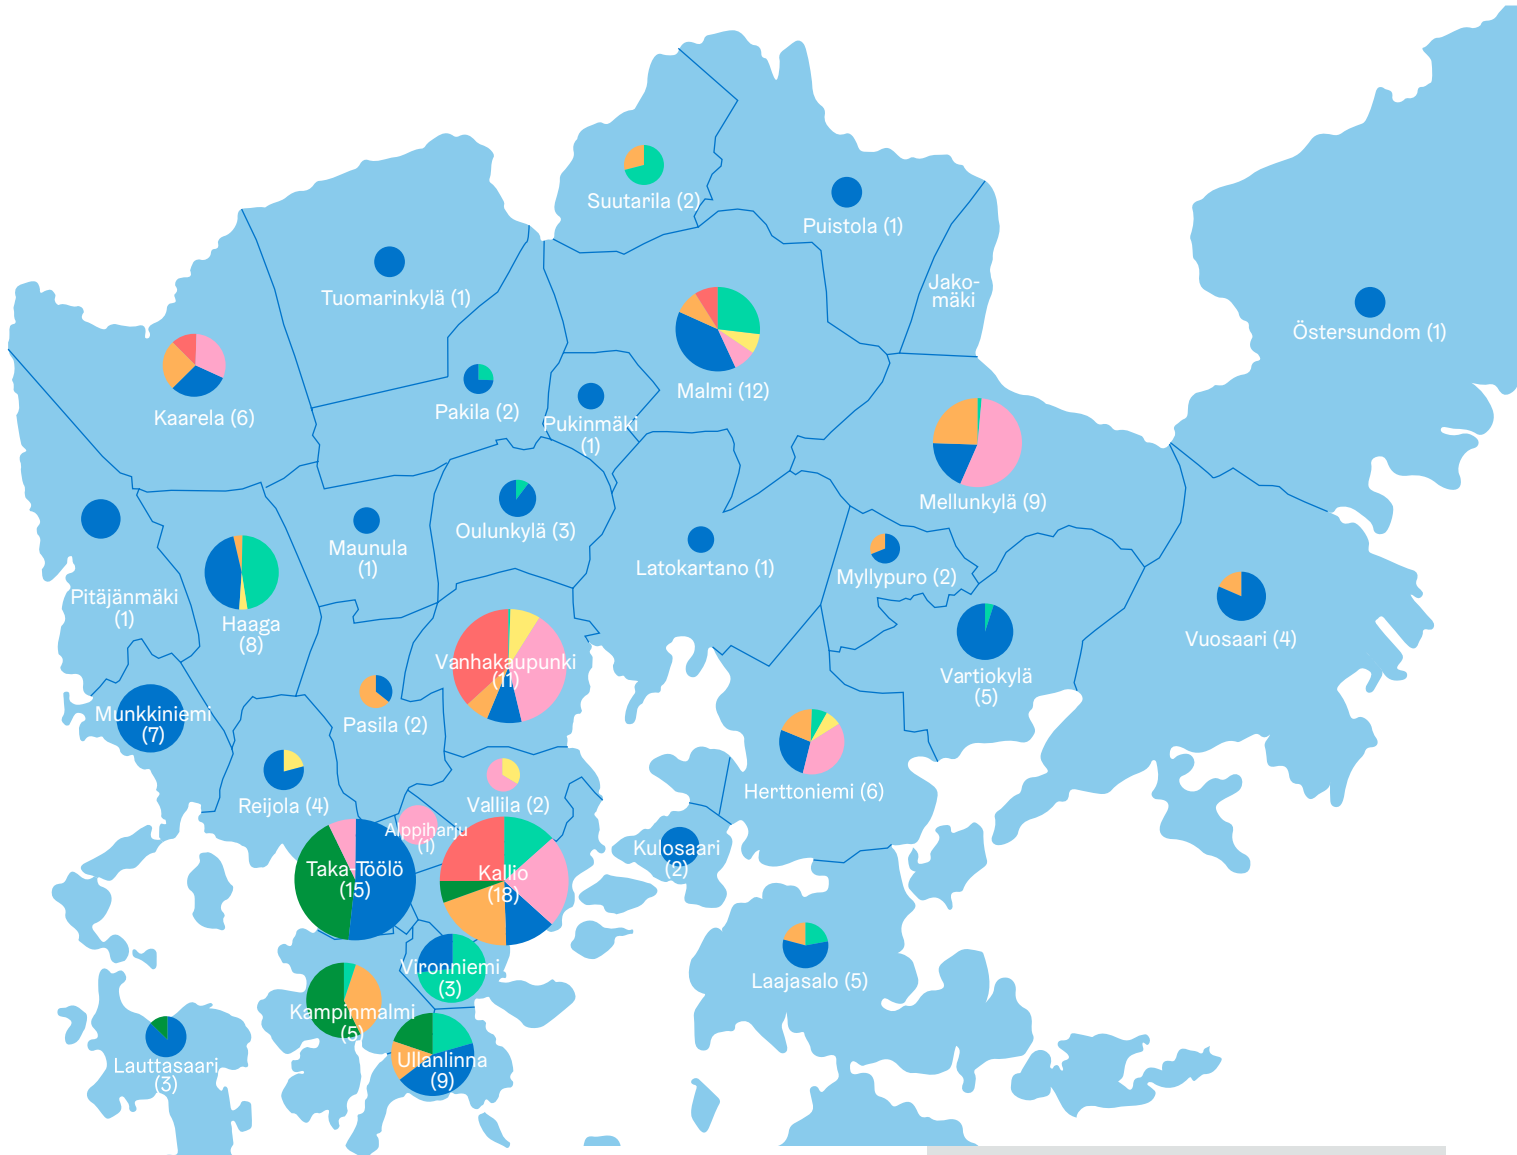 Suutarila (2)
Puistola (1)
Jako-
mäki
Tuomarinkylä (1)
Östersundom (1)
Malmi (12)
Kaarela (6)
Pakila (2)
Pukinmäki
(1)
Mellunkylä (9)
Oulunkylä (3)
Maunula
(1)
Latokartano (1)
Myllypuro (2)
Pitäjänmäki
(1)
Haaga
(8)
Vuosaari (4)
Vanhakaupunki
(11)
Vartiokylä
(5)
Munkkiniemi
(7)
Pasila (2)
Reijola (4)
Vallila (2)
Herttoniemi (6)
Alppiharju
(1)
Kulosaari
(2)
Taka-Töölö
(15)
Kallio
(18)
Vironniemi
(3)
Laajasalo (5)
Kampinmalmi
(5)
Lauttasaari
(3)
Ullanlinna
(9)